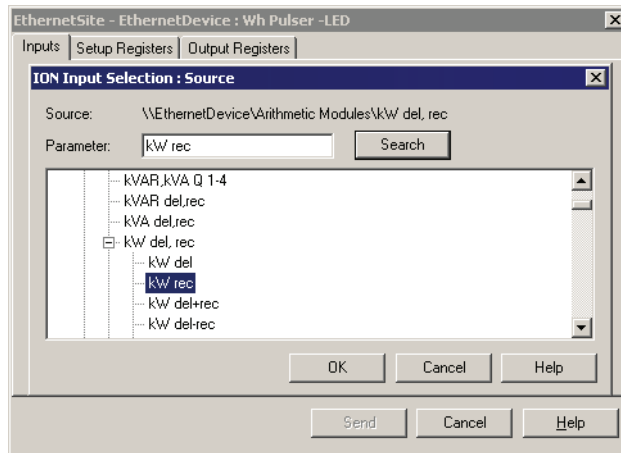 EthernetSite - EthernetDevice : Wh Pulser -LED
Inputs Setup Registers Output Registers
ION Input Selection : Source
Source: \\EthernetDevice\Arithmetic Modules\kW del, rec
Parameter: kW rec Search
kVAR,kVA Q 1-4
kVAR del,rec
kVA del,rec
kW del, rec
kW del
kW rec
kW del+rec
kW del-rec
OK Cancel Help
Send Cancel Help